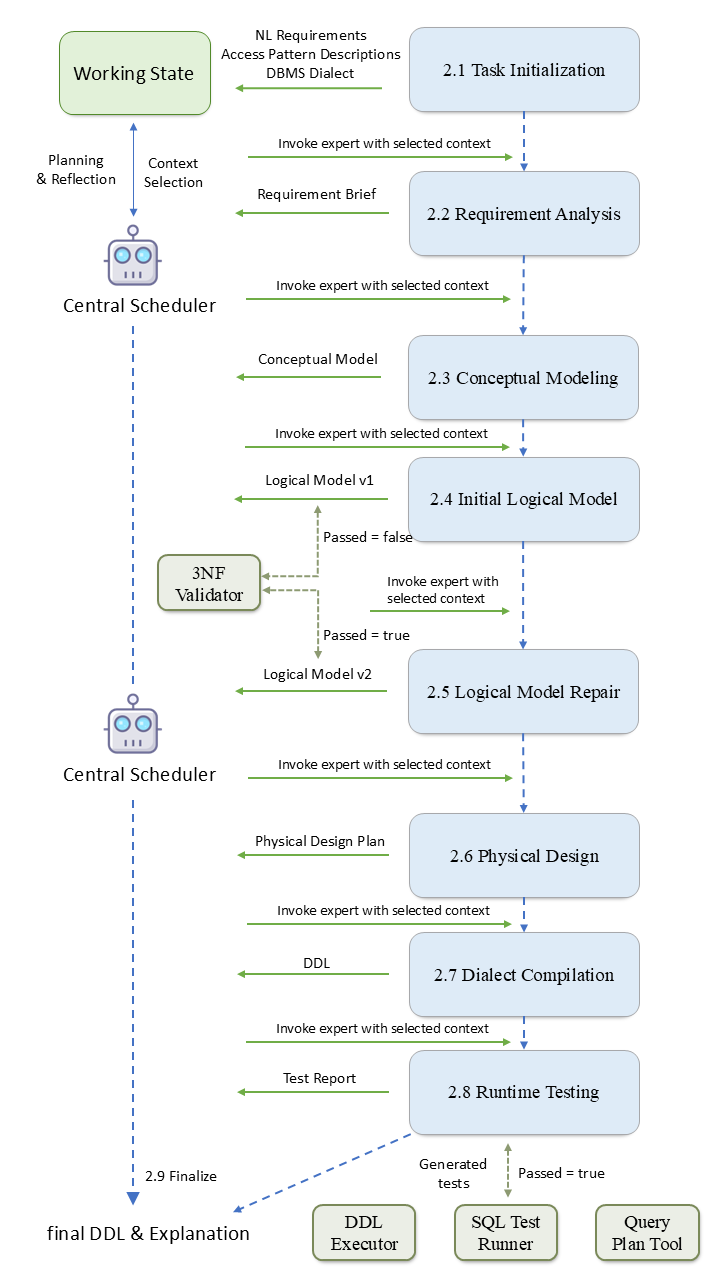 NL Requirements
Access Pattern Descriptions
DBMS Dialect
Working State
2.1 Task Initialization
Invoke expert with selected context
Planning
& Reflection
Context
Selection
Requirement Brief
2.2 Requirement Analysis
Central Scheduler
Invoke expert with selected context
Conceptual Model
2.3 Conceptual Modeling
Invoke expert with selected context
Logical Model v1
2.4 Initial Logical Model
Passed = false
3NF
Validator
Invoke expert with
selected context
Passed = true
Logical Model v2
2.5 Logical Model Repair
Central Scheduler
Invoke expert with selected context
Physical Design Plan
2.6 Physical Design
Invoke expert with selected context
DDL
2.7 Dialect Compilation
Invoke expert with selected context
Test Report
2.8 Runtime Testing
2.9 Finalize
Generated
tests
Passed = true
final DDL & Explanation
DDL
Executor
SQL Test
Runner
Query
Plan Tool